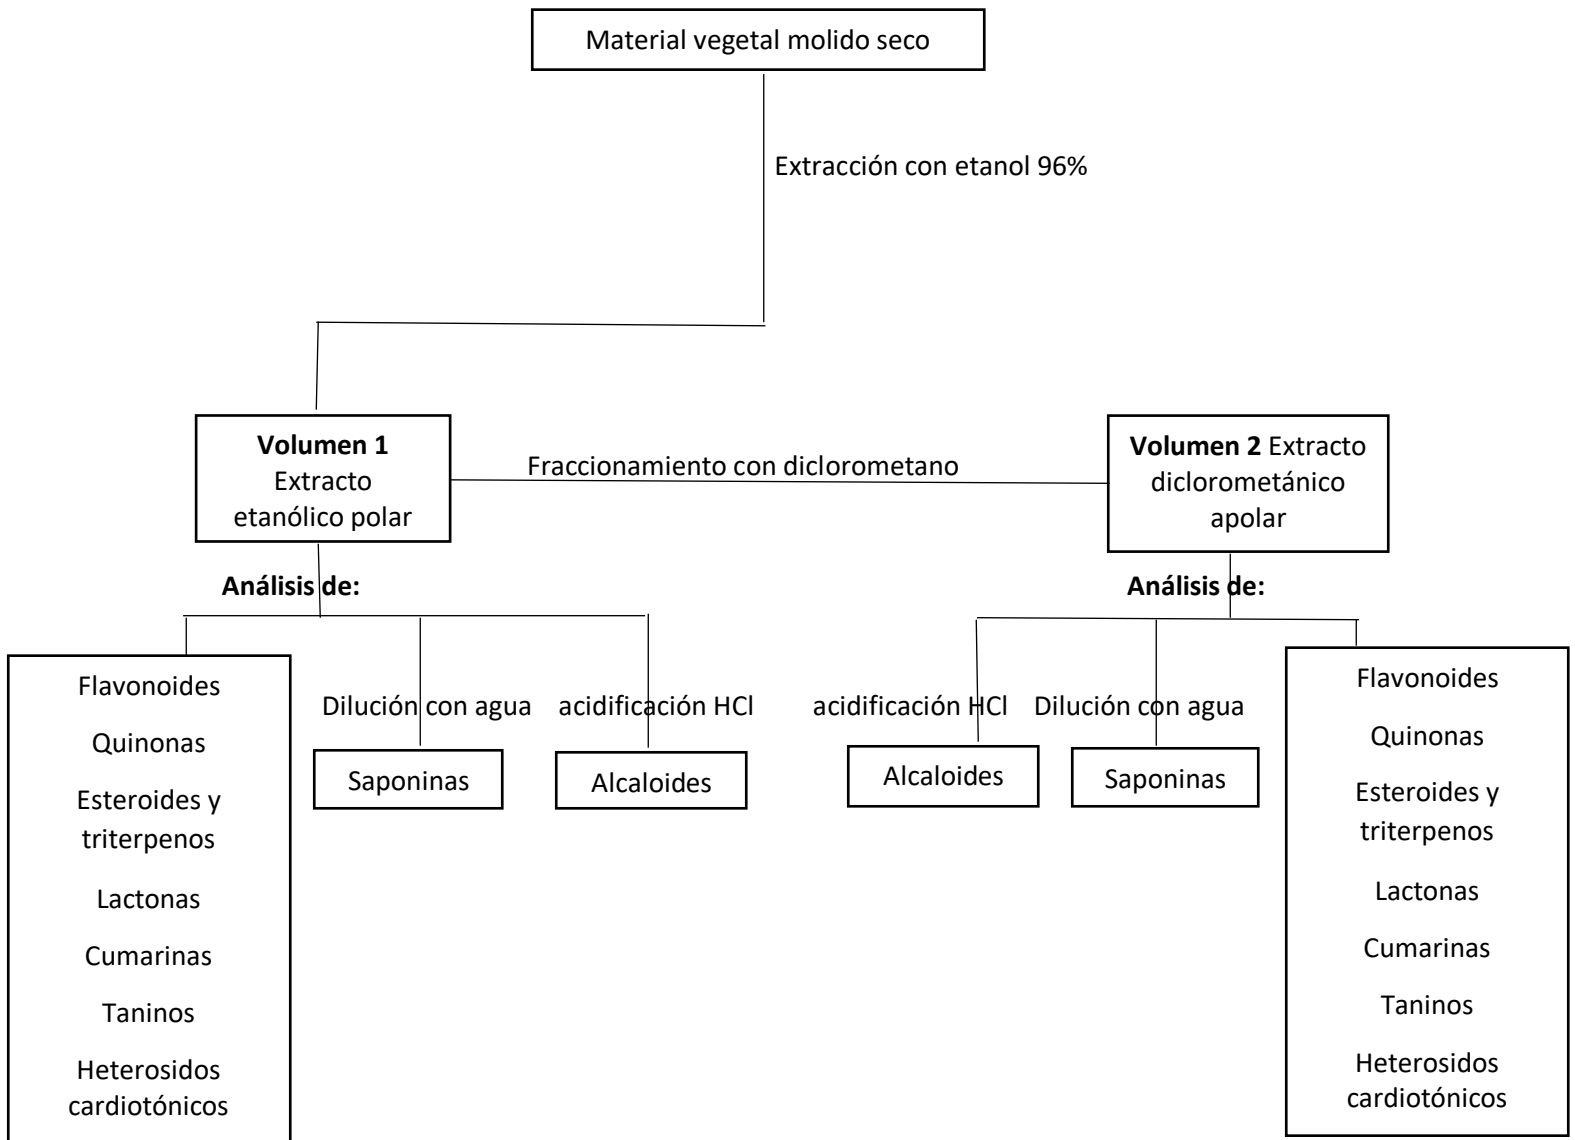 Material vegetal molido seco
Extracción con etanol 96%
Volumen 1
Extracto
etanólico polar
Fraccionamiento con diclorometano
Volumen 2 Extracto
diclorometánico
apolar
Análisis de:
Análisis de:
Flavonoides
Quinonas
Esteroides y
triterpenos
Lactonas
Cumarinas
Taninos
Heterosidos
cardiotónicos
Dilución con agua
Saponinas
acidificación HCl
Alcaloides
acidificación HCl
Alcaloides
Dilución con agua
Saponinas
Flavonoides
Quinonas
Esteroides y
triterpenos
Lactonas
Cumarinas
Taninos
Heterosidos
cardiotónicos